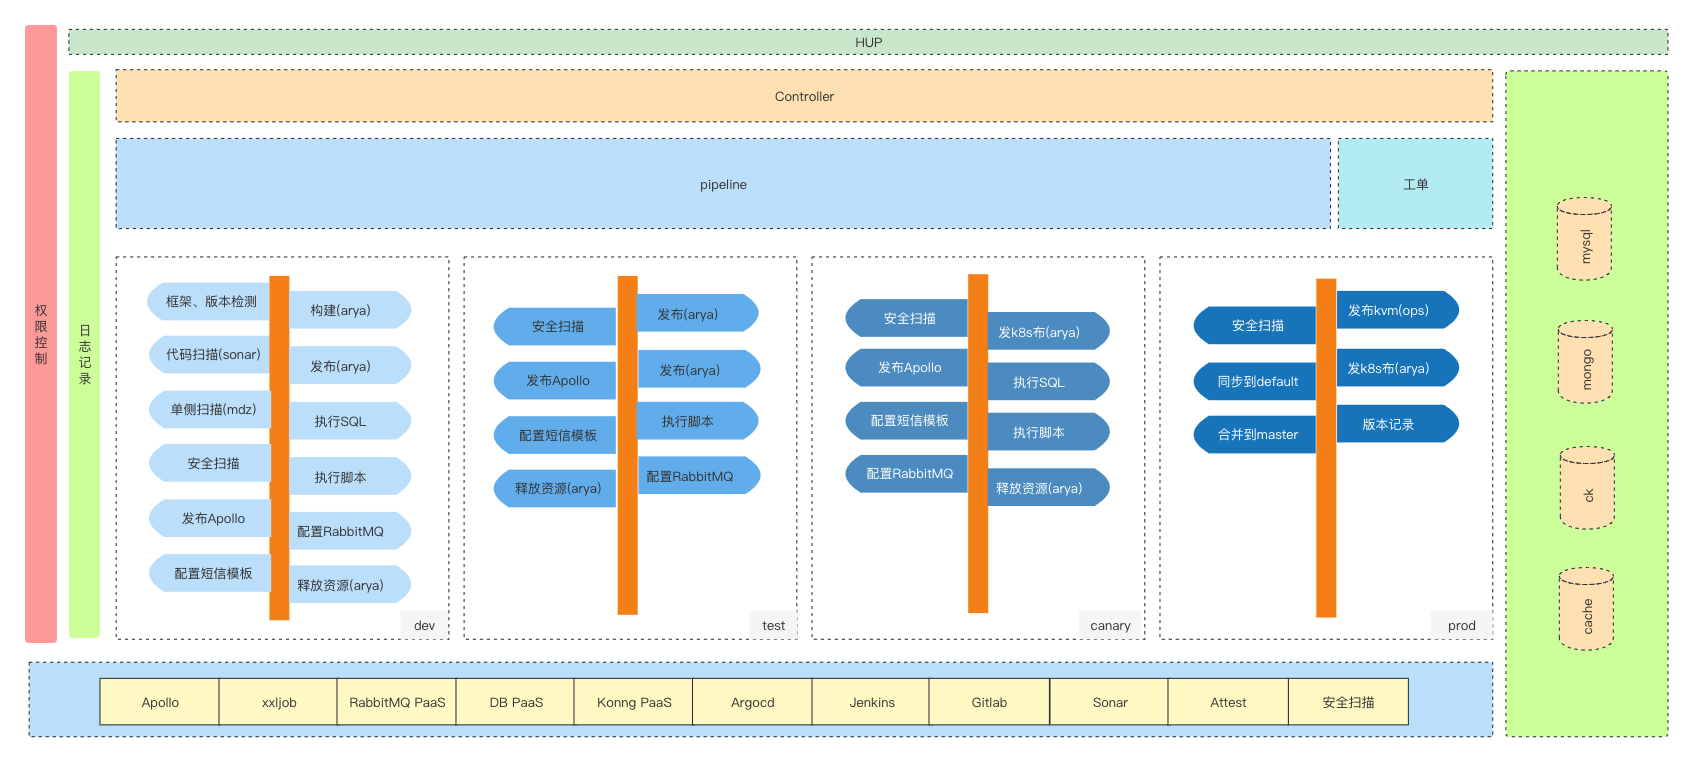 HUP
权限控制
日志记录
Controller
pipeline
工单
框架、版本检测
构建(arya)
代码扫描(sonar)
发布(arya)
单侧扫描(mdz)
执行SQL
安全扫描
执行脚本
发布Apollo
配置RabbitMQ
配置短信模板
释放资源(arya)
dev
安全扫描
发布(arya)
发布Apollo
发布(arya)
配置短信模板
执行脚本
释放资源(arya)
配置RabbitMQ
test
安全扫描
发k8s布(arya)
发布Apollo
执行SQL
配置短信模板
执行脚本
配置RabbitMQ
释放资源(arya)
canary
安全扫描
发布kvm(ops)
同步到default
发k8s布(arya)
合并到master
版本记录
prod
mysql
mongo
ck
cache
Apollo
xxljob
RabbitMQ PaaS
DB PaaS
Konng PaaS
Argocd
Jenkins
Gitlab
Sonar
Attest
安全扫描